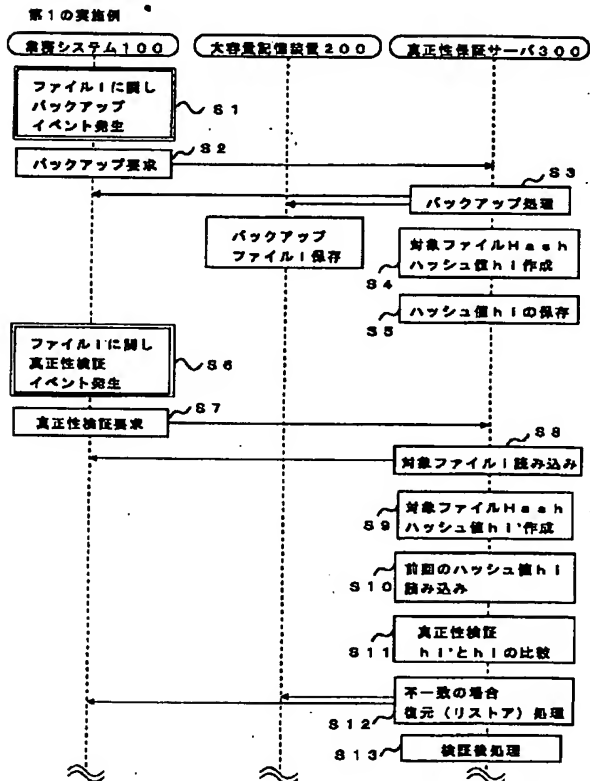 第1の実施例
業務システム100
大容量記憶装置200
真正性保証サーバ300
ファイルIに関し
バックアップ
イベント発生
S1
S2
バックアップ要求
S3
バックアップ処理
バックアップ
ファイルI保存
対象ファイルHash
ハッシュ値hi作成
S4
ハッシュ値hiの保存
S5
ファイルI'に関し
真正性検証
イベント発生
S6
S7
真正性検証要求
S8
対象ファイルI読み込み
対象ファイルHash
ハッシュ値hi'作成
S9
前回のハッシュ値hi
読み込み
S10
真正性検証
hi'とhiの比較
S11
不一致の場合
復元(リストア)処理
S12
検証後処理
S13